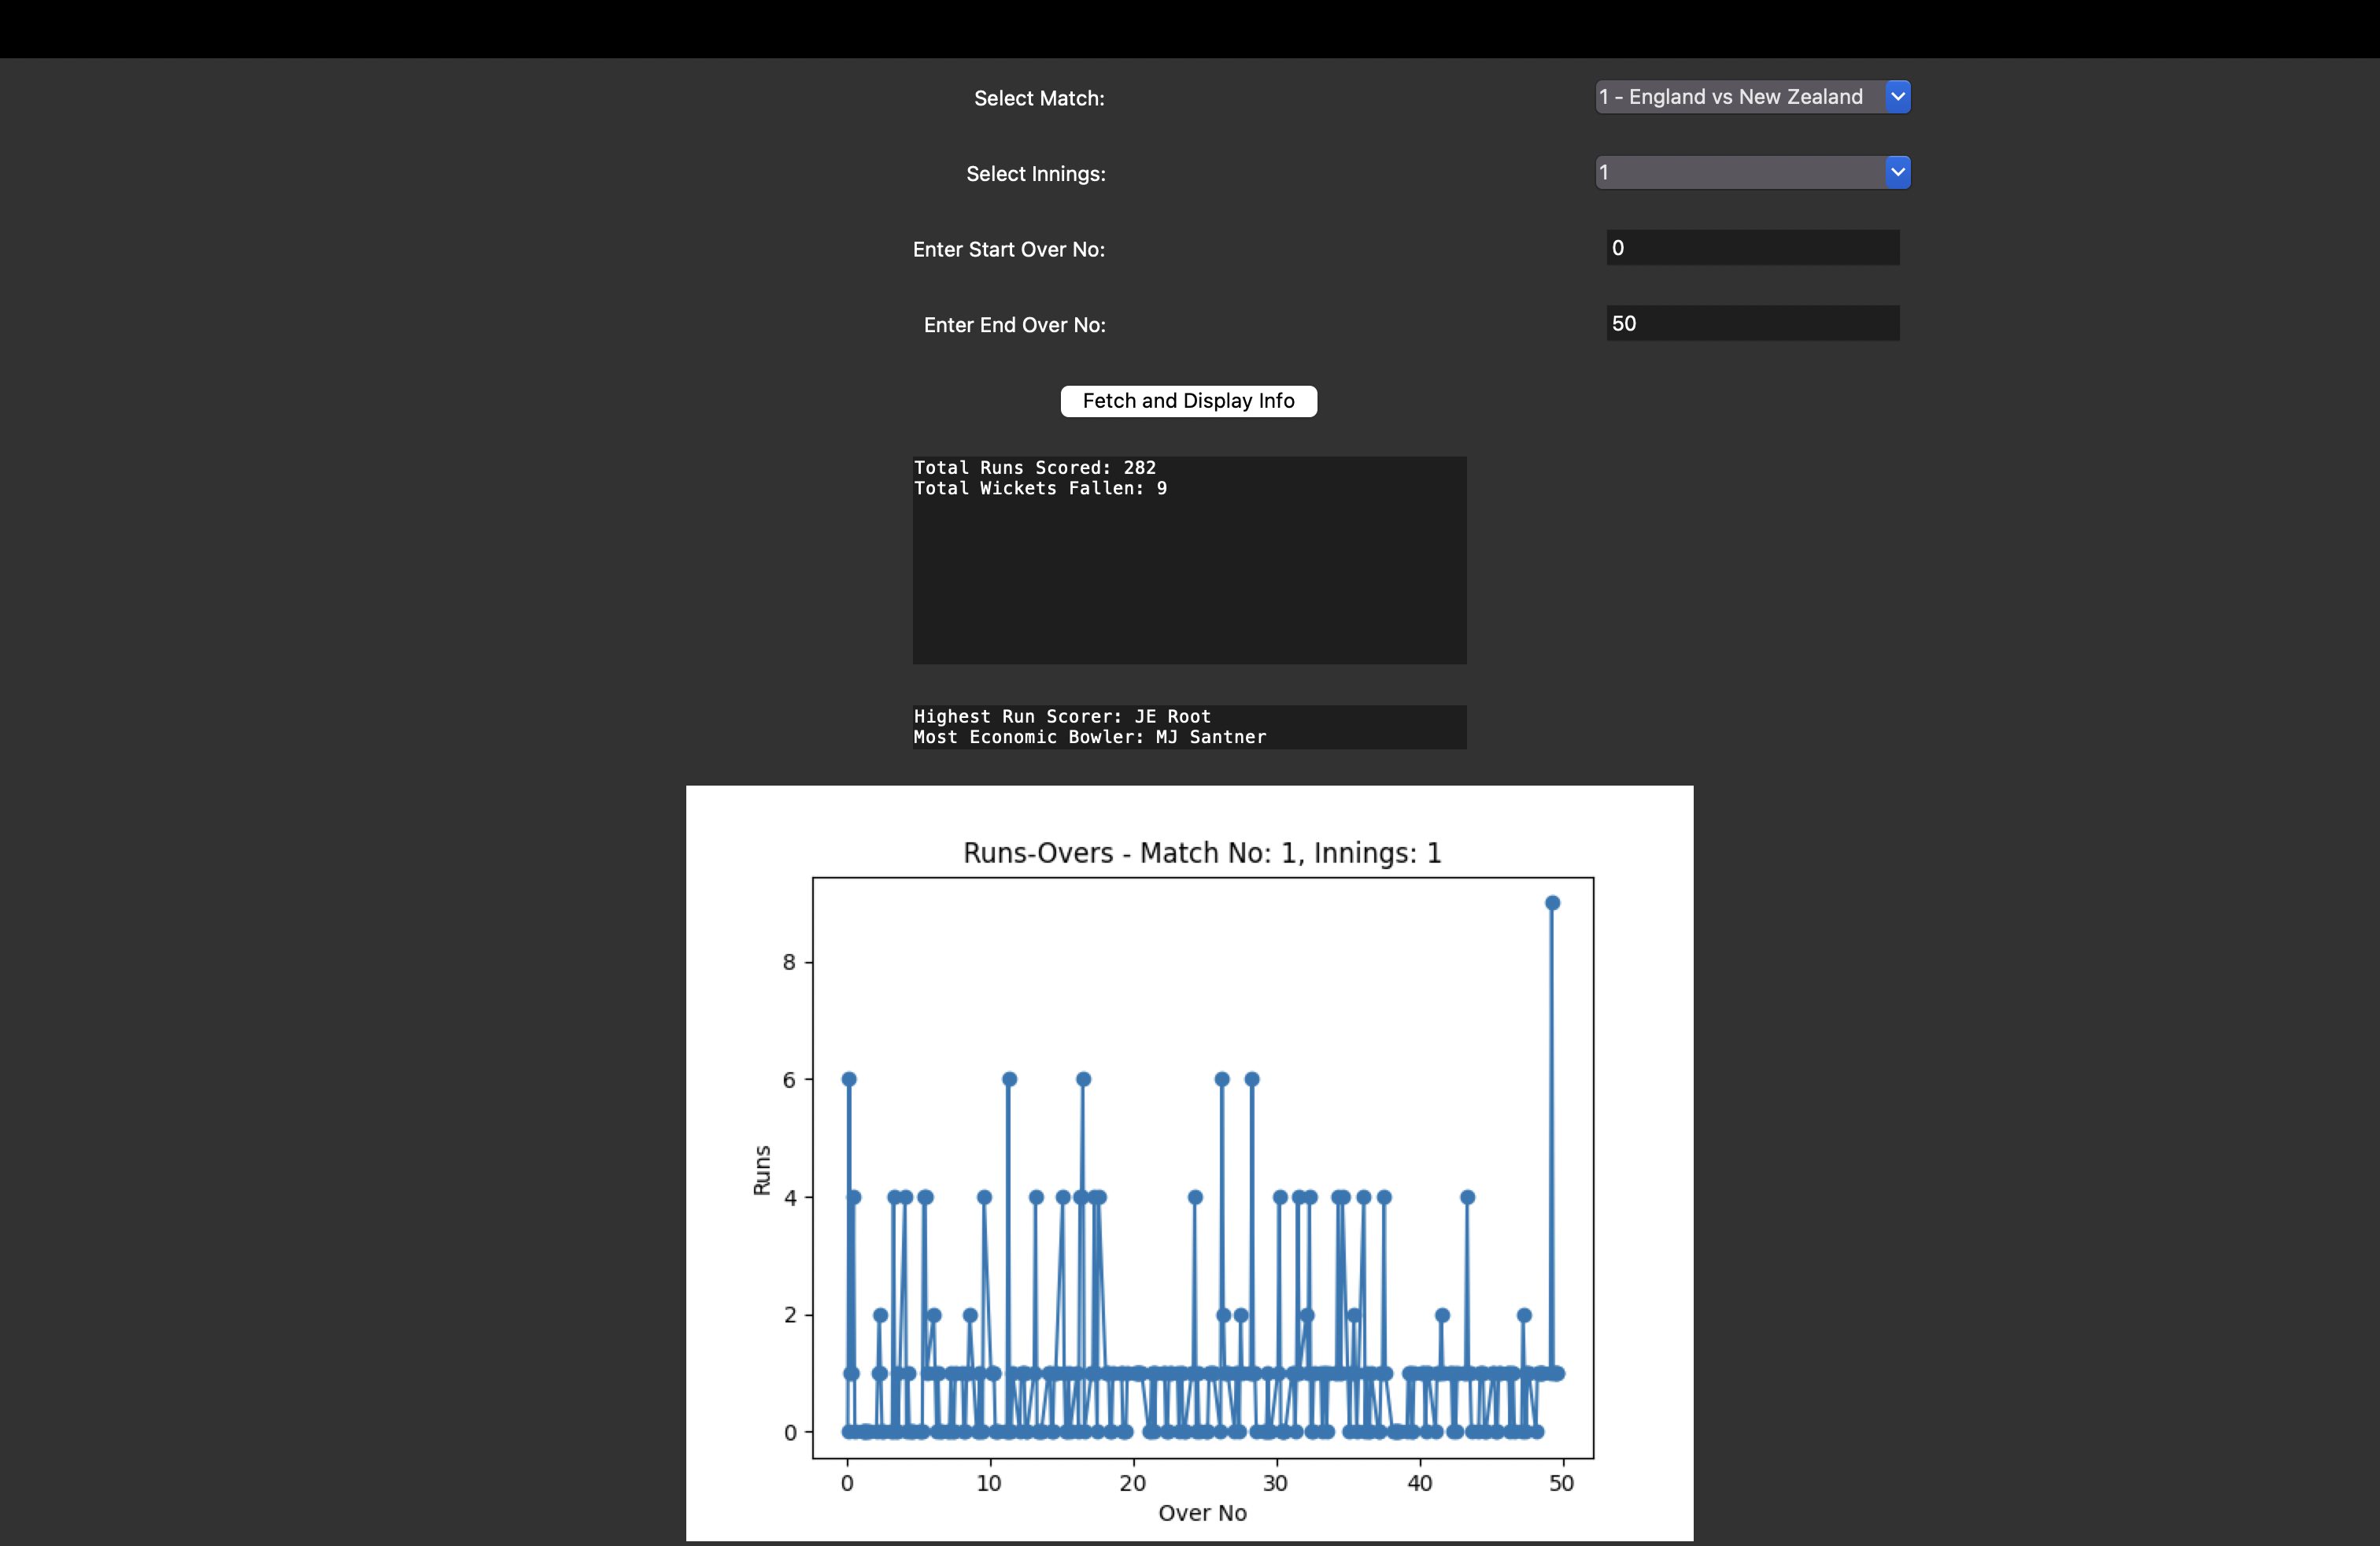 Select Match: 1 - England vs New Zealand
Select Innings: 1
Enter Start Over No: 0
Enter End Over No: 50
Fetch and Display Info
Total Runs Scored: 282
Total Wickets Fallen: 9
Highest Run Scorer: JE Root
Most Economic Bowler: MJ Santner
Runs-Overs - Match No: 1, Innings: 1
8
6
Runs
4
2
0
0 10 20 30 40 50
Over No